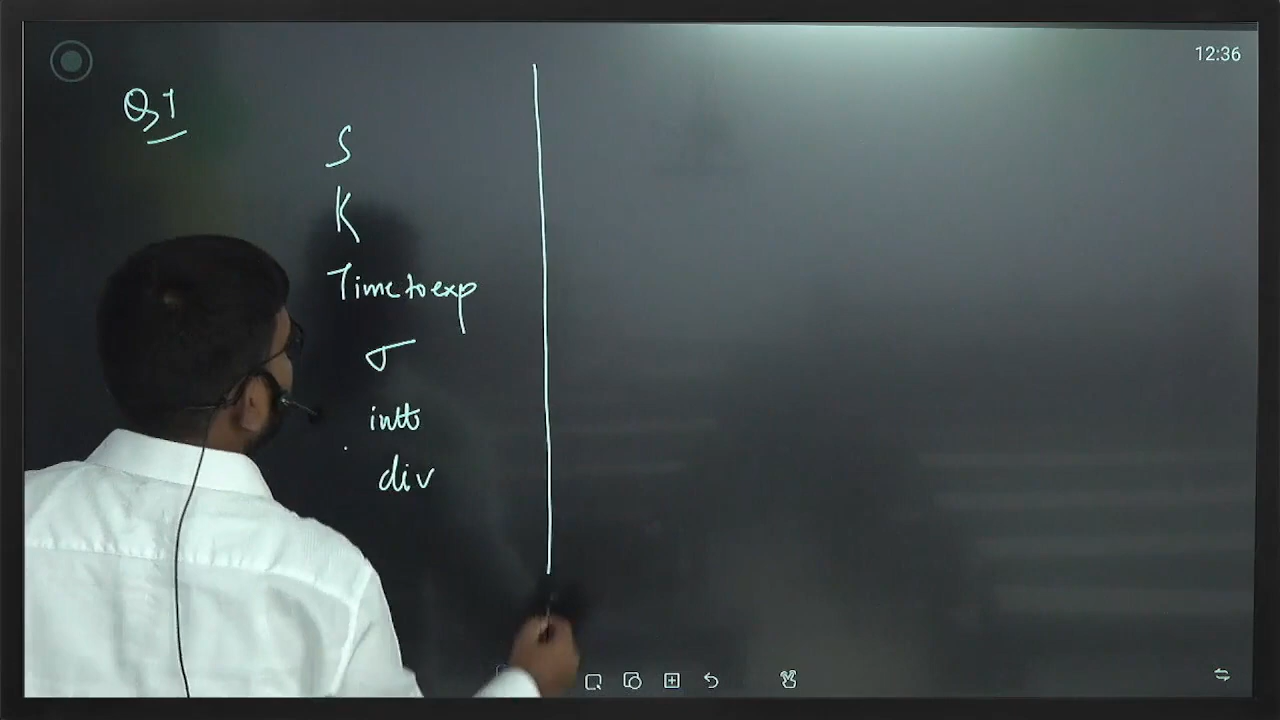 12:36
Q1
S
K
Time to exp
σ
intt
div